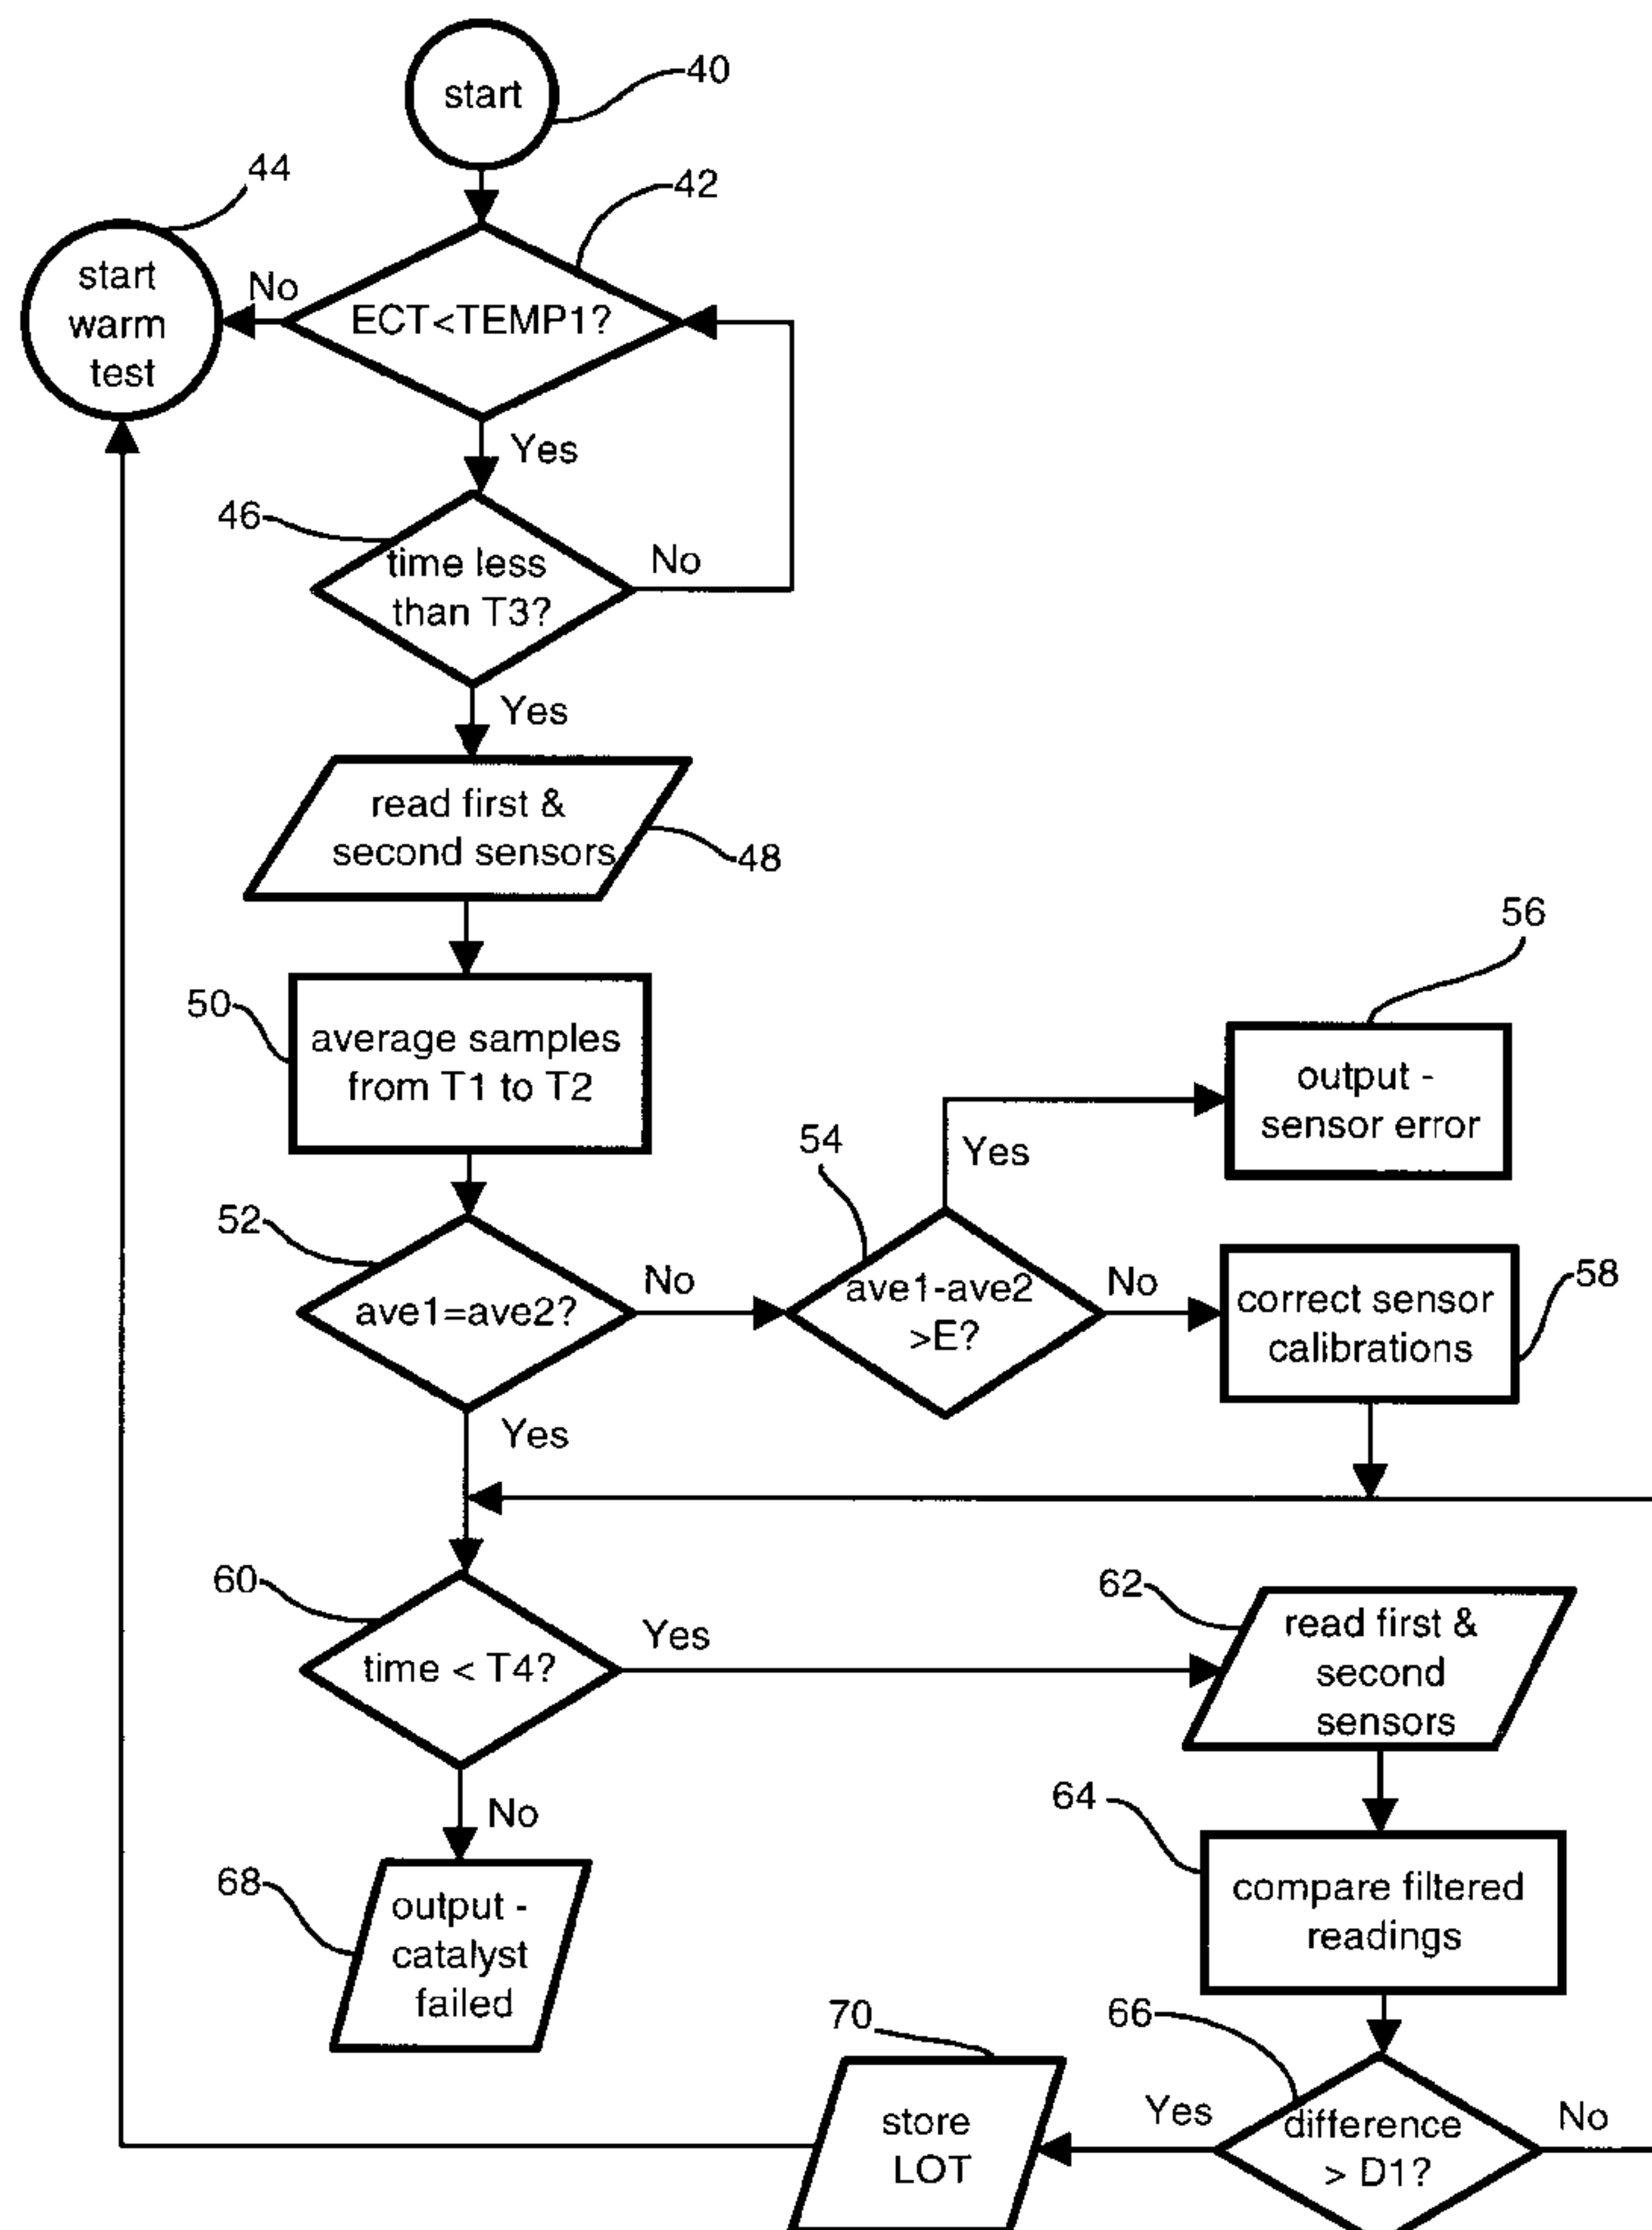 start
40
44
42
start
warm
test
No
ECT<TEMP1?
Yes
46
time less
than T3?
No
Yes
read first &
second sensors
48
56
50
average samples
from T1 to T2
output -
sensor error
54
Yes
52
ave1=ave2?
No
ave1-ave2
>E?
No
correct sensor
calibrations
58
Yes
60
time < T4?
Yes
62
read first &
second
sensors
No
64
compare filtered
readings
68
output -
catalyst
failed
70
66
store
LOT
Yes
difference
> D1?
No